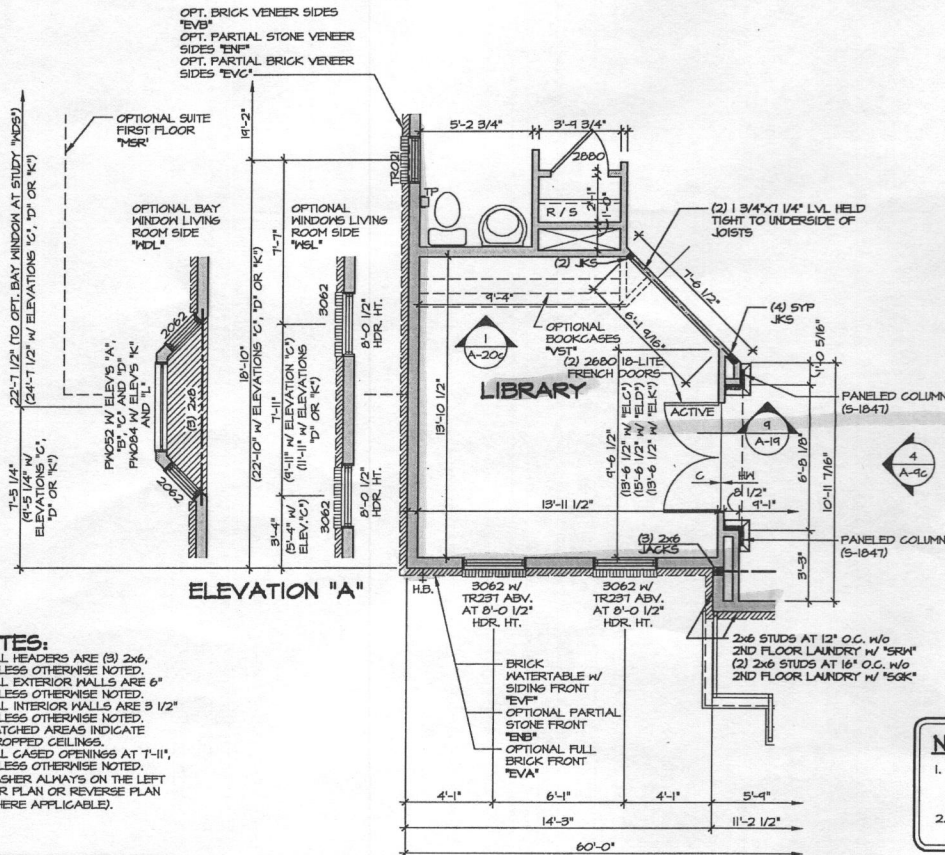 OPT. BRICK VENEER SIDES
"EVB"
OPT. PARTIAL STONE VENEER
SIDES "ENF"
OPT. PARTIAL BRICK VENEER
SIDES "EVC"
OPTIONAL SUITE
FIRST FLOOR
"MSR"
19'-2"
5'-2 3/4"
3'-9 3/4"
2880
TR021
TP
R / S
2'-1"
1'-0"
22'-7 1/2" (TO OPT. BAY WINDOW AT STUDY "WDS")
(24'-7 1/2" w/ ELEVATIONS "C", "D" OR "K")
OPTIONAL BAY
WINDOW LIVING
ROOM SIDE
"WDL"
OPTIONAL
WINDOWS LIVING
ROOM SIDE
"WSL"
(2) 1 3/4"x7 1/4" LVL HELD
TIGHT TO UNDERSIDE OF
JOISTS
(2) JKS
7'-6 1/2"
7'-7"
9'-4"
6'-1 9/16"
(4) SYP
JKS
OPTIONAL
BOOKCASES
"VST"
1
A-20c
(2) 2680 18-LITE
FRENCH DOORS
LIBRARY
ACTIVE
2062
3062
8'-0 1/2"
HDR. HT.
PW052 W/ ELEV'S "A",
"B", "C" AND "D"
PW084 W/ ELEV'S "K"
AND "L"
(3) 2x8
18'-10"
(22'-10" w/ ELEVATIONS "C", "D" OR "K")
7'-11"
(9'-11" w/ ELEVATION "C")
(11'-11" w/ ELEVATIONS
"D" OR "K")
13'-10 1/2"
9'-6 1/2"
(13'-6 1/2" w/ "ELC")
(15'-6 1/2" w/ "ELD")
(13'-6 1/2" w/ "ELK")
4'-0 5/16"
PANELED COLUMN
(S-1847)
9
A-19
4
A-9c
6'-8 1/8"
10'-11 7/16"
C
HW
8 1/2"
9'-1"
7'-5 1/4"
(9'-5 1/4" w/
ELEVATIONS "C",
"D" OR "K")
2062
3'-4"
(5'-4" w/
ELEV. "C")
3062
8'-0 1/2"
HDR. HT.
13'-11 1/2"
(3) 2x6
JACKS
PANELED COLUMN
(S-1847)
3'-3"
ELEVATION "A"
H.B.
3062 w/
TR237 ABV.
AT 8'-0 1/2"
HDR. HT.
3062 w/
TR237 ABV.
AT 8'-0 1/2"
HDR. HT.
2x6 STUDS AT 12" O.C. w/o
2ND FLOOR LAUNDRY w/ "SRW"
(2) 2x6 STUDS AT 16" O.C. w/o
2ND FLOOR LAUNDRY w/ "SGK"
BRICK
WATERTABLE w/
SIDING FRONT
"EVF"
OPTIONAL PARTIAL
STONE FRONT
"ENB"
OPTIONAL FULL
BRICK FRONT
"EVA"
TES:
L HEADERS ARE (3) 2x6,
LESS OTHERWISE NOTED.
L EXTERIOR WALLS ARE 6"
LESS OTHERWISE NOTED.
L INTERIOR WALLS ARE 3 1/2"
LESS OTHERWISE NOTED.
TCHED AREAS INDICATE
OPPED CEILINGS.
L CASED OPENINGS AT 7'-11",
LESS OTHERWISE NOTED.
SHER ALWAYS ON THE LEFT
R PLAN OR REVERSE PLAN
HERE APPLICABLE).
N
1.
2.
4'-1"
6'-1"
4'-1"
5'-9"
14'-3"
11'-2 1/2"
60'-0"